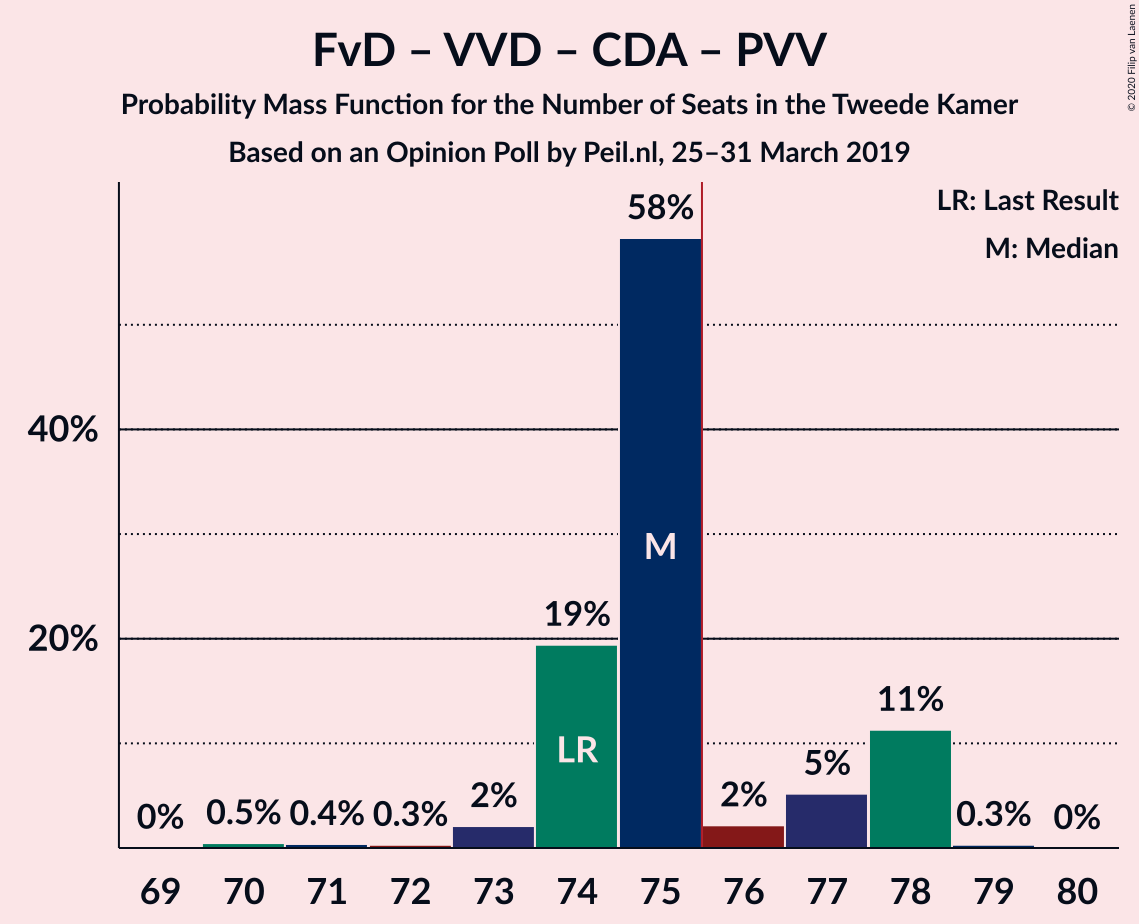 FvD – VVD – CDA – PVV
Probability Mass Function for the Number of Seats in the Tweede Kamer
Based on an Opinion Poll by Peil.nl, 25–31 March 2019
© 2020 Filip van Laenen
LR: Last Result
M: Median
58%
40%
M
19%
20%
11%
LR
5%
2%
2%
0%
0.5%
0.4%
0.3%
0.3%
0%
69 70 71 72 73 74 75 76 77 78 79 80